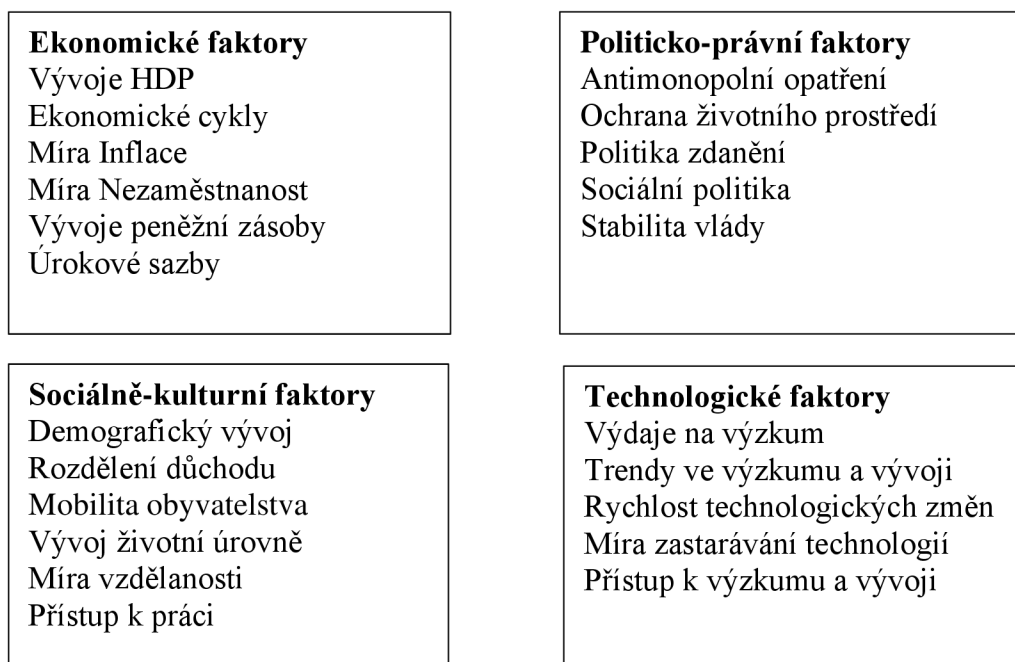 Ekonomické faktory
Vývoje HDP
Ekonomické cykly
Míra Inflace
Míra Nezaměstnanost
Vývoje peněžní zásoby
Úrokové sazby
Politicko-právní faktory
Antimonopolní opatření
Ochrana životního prostředí
Politika zdanění
Sociální politika
Stabilita vlády
Sociálně-kulturní faktory
Demografický vývoj
Rozdělení důchodu
Mobilita obyvatelstva
Vývoj životní úrovně
Míra vzdělanosti
Přístup k práci
Technologické faktory
Výdaje na výzkum
Trendy ve výzkumu a vývoji
Rychlost technologických změn
Míra zastarávání technologií
Přístup k výzkumu a vývoji